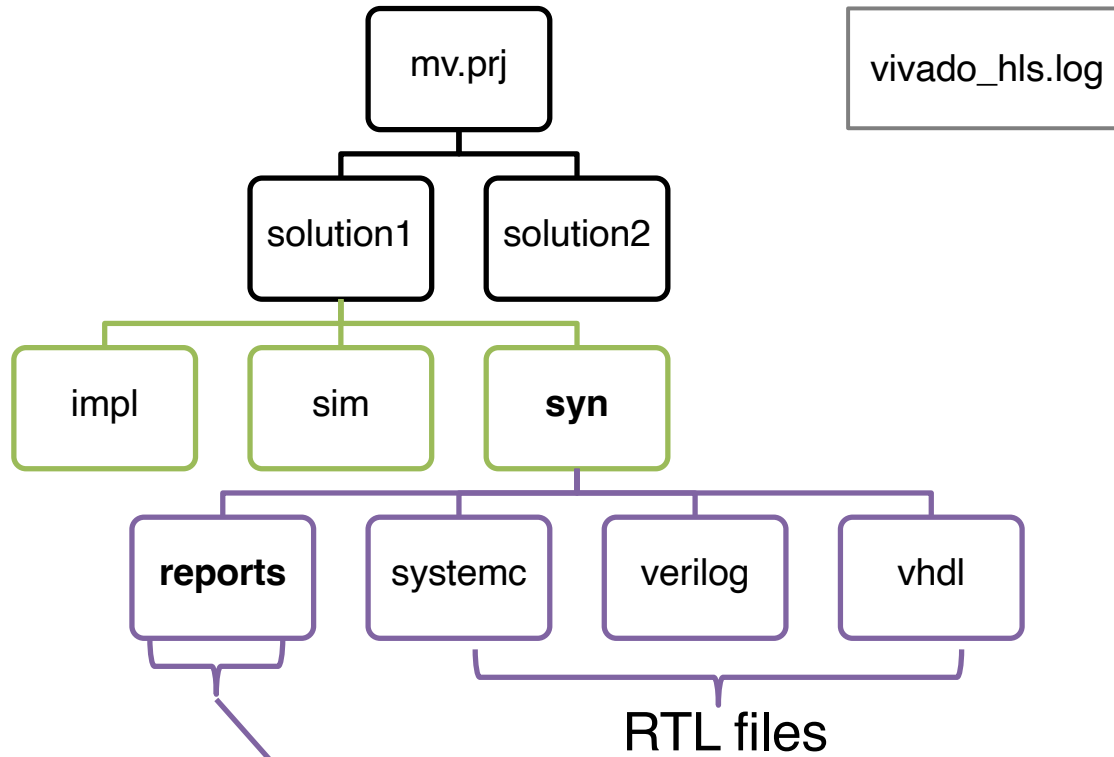 mv.prj
vivado_hls.log
solution1
solution2
impl
sim
syn
reports
systemc
verilog
vhdl
RTL files